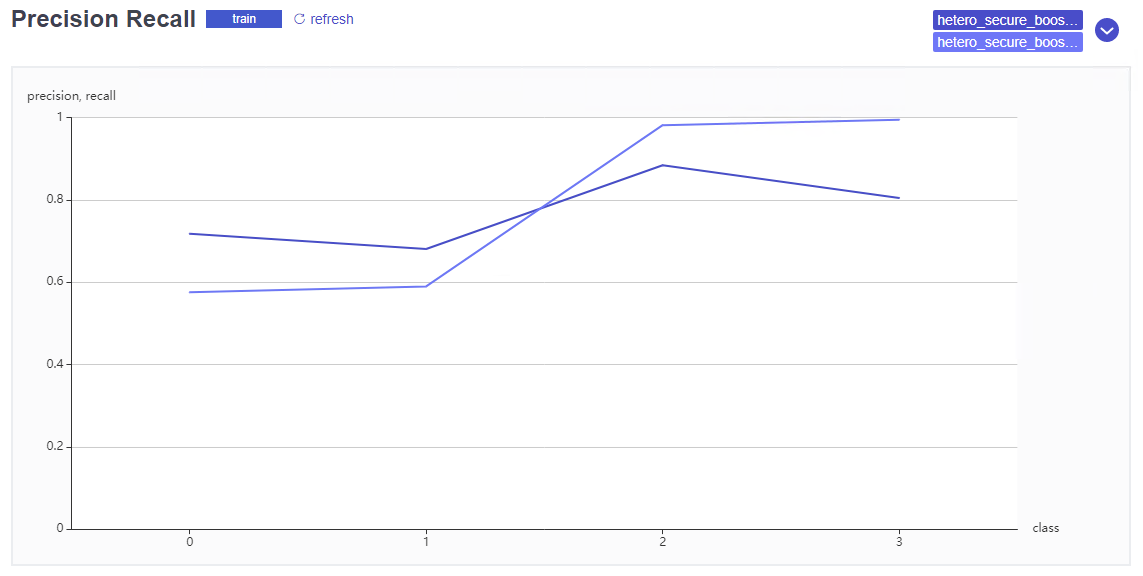 Precision Recall train refresh
hetero_secure_boos...
hetero_secure_boos...
precision, recall
1
0.8
0.6
0.4
0.2
0
0 1 2 3
class